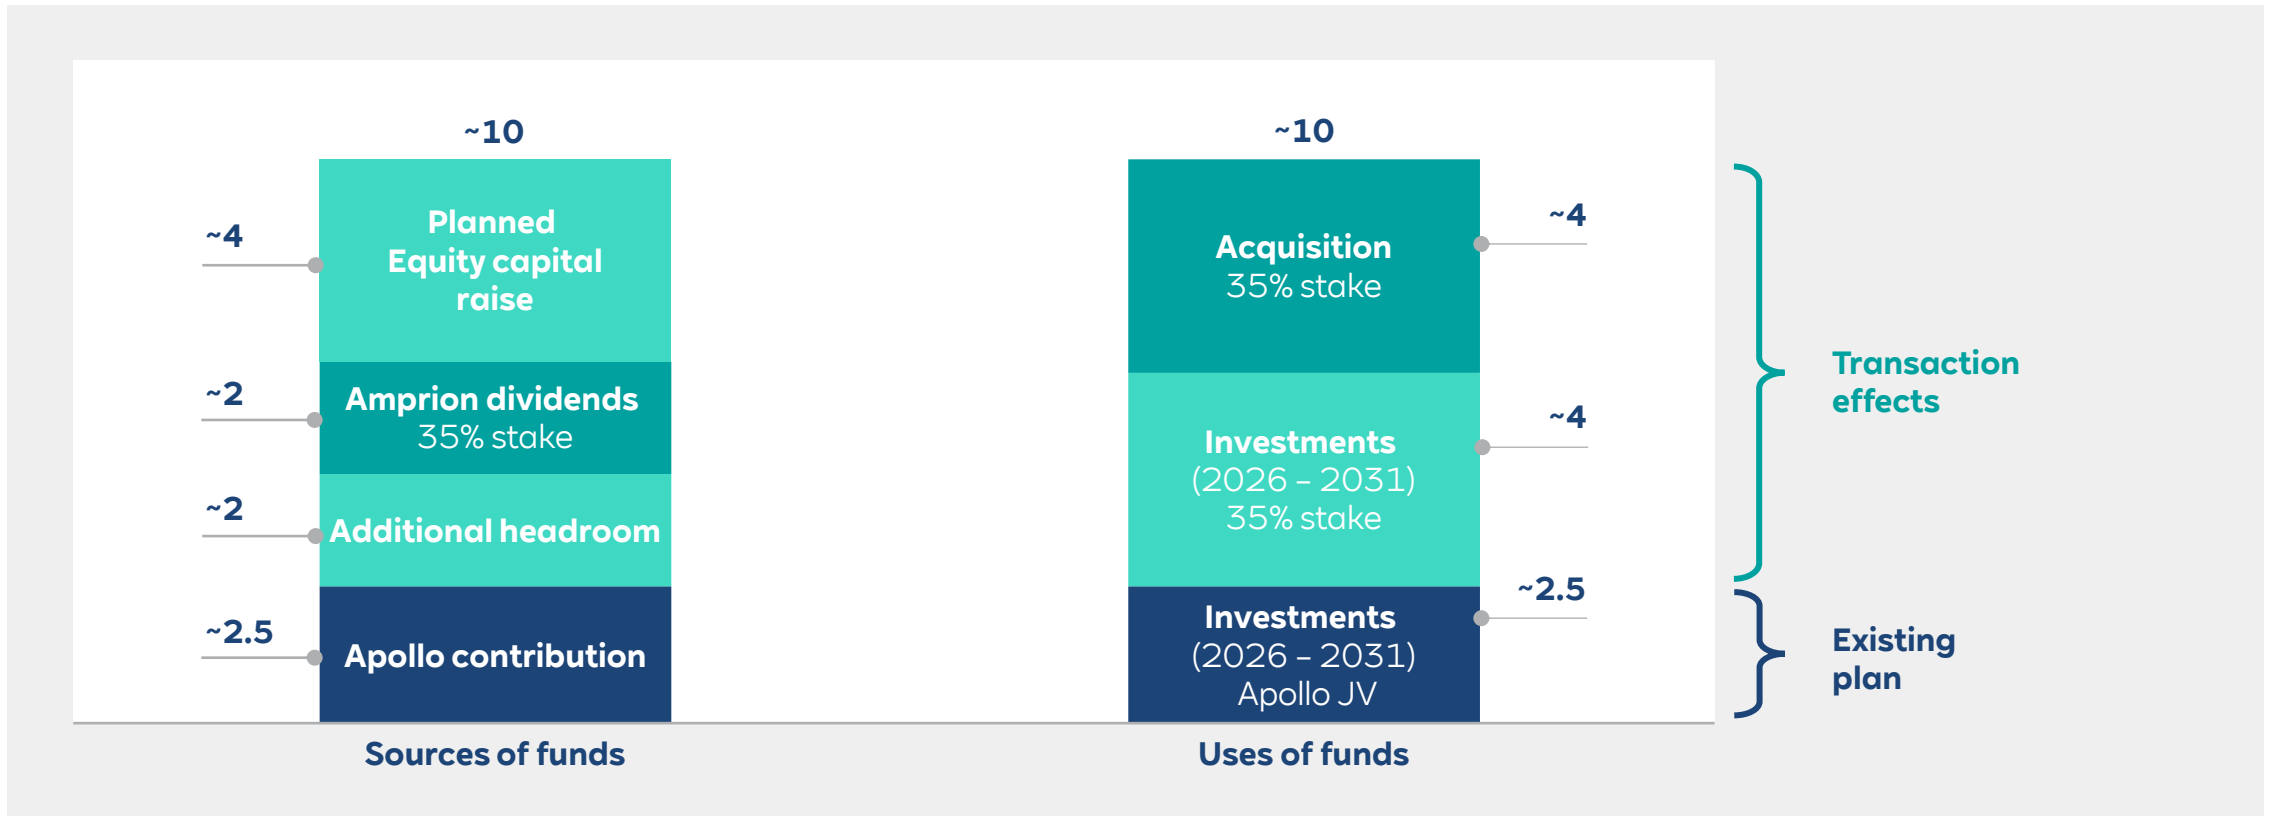 ~10
~4
Planned
Equity capital
raise
~2
Amprion dividends
35% stake
~2
Additional headroom
~2.5
Apollo contribution
Sources of funds
~10
Acquisition
35% stake
~4
Investments
(2026 – 2031)
35% stake
~4
Investments
(2026 – 2031)
Apollo JV
~2.5
Uses of funds
Transaction
effects
Existing
plan